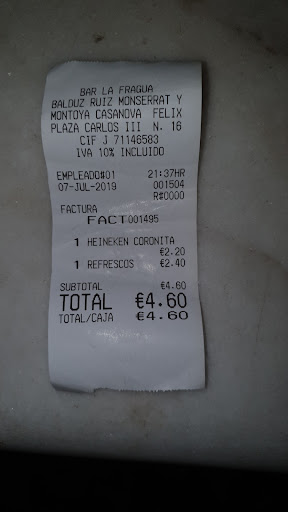 BAR LA FRAGUA
BALDUZ RUIZ MONSERRAT Y
MONTOYA CASANOVA FELIX
PLAZA CARLOS III N. 16
CIF J 71146583
IVA 10% INCLUIDO
EMPLEADO#01 21:37HR
07-JUL-2019 001504
R#0000
FACTURA
FACT001495
1 HEINEKEN CORONITA
€2.20
1 REFRESCOS €2.40
SUBTOTAL €4.60
TOTAL €4.60
TOTAL/CAJA €4.60